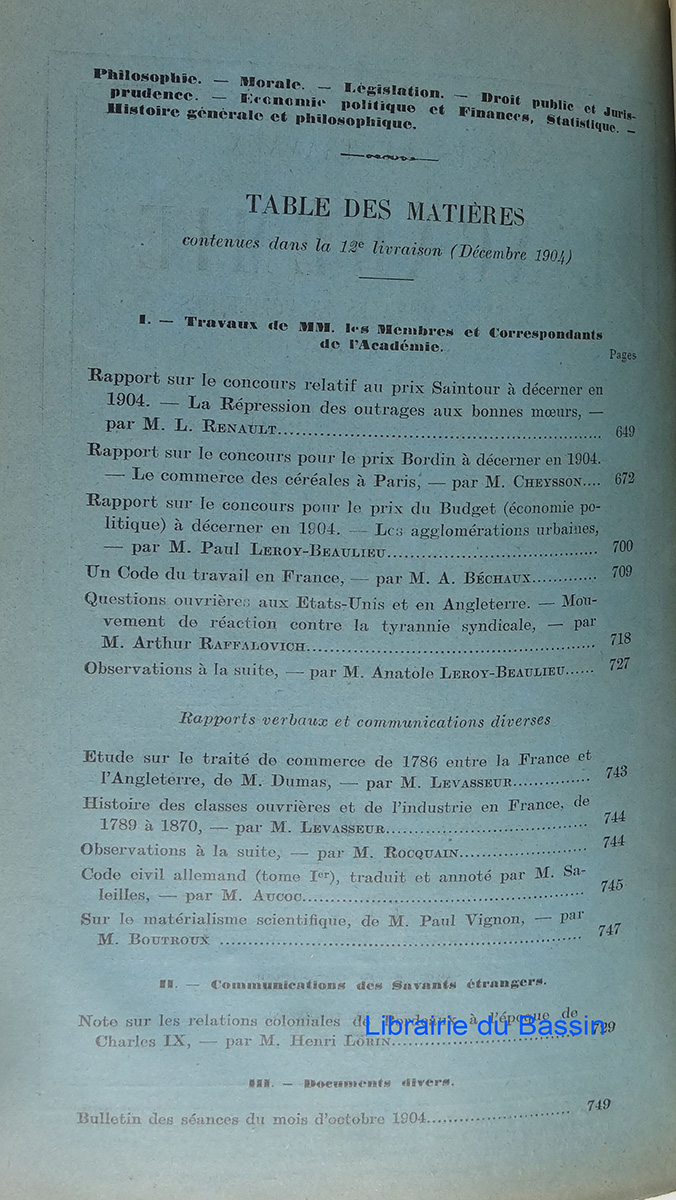 Philosophie. — Morale. — Législation. — Droit public et Juris-
prudence. — Économie politique et Finances, Statistique. —
Histoire générale et philosophique.
TABLE DES MATIÈRES
contenues dans la 12e livraison (Décembre 1904)
I. — Travaux de MM. les Membres et Correspondants
de l'Académie.
Pages
Rapport sur le concours relatif au prix Saintour à décerner en
1904. — La Répression des outrages aux bonnes mœurs, —
par M. L. RENAULT........ 649
Rapport sur le concours pour le prix Bordin à décerner en 1904.
— Le commerce des céréales à Paris, — par M. CHEYSSON.... 672
Rapport sur le concours pour le prix du Budget (économie po-
litique) à décerner en 1904. — Les agglomérations urbaines,
— par M. Paul LEROY-BEAULIEU........ 700
Un Code du travail en France, — par M. A. BÉCHAUX........ 709
Questions ouvrières aux Etats-Unis et en Angleterre. — Mou-
vement de réaction contre la tyrannie syndicale, — par
M. Arthur RAFFALOVICH........ 718
Observations à la suite, — par M. Anatole LEROY-BEAULIEU...... 727
Rapports verbaux et communications diverses
Etude sur le traité de commerce de 1786 entre la France et
l'Angleterre, de M. Dumas, — par M. LEVASSEUR........ 743
Histoire des classes ouvrières et de l'industrie en France, de
1789 à 1870, — par M. LEVASSEUR........ 744
Observations à la suite, — par M. ROCQUAIN........ 744
Code civil allemand (tome Ier), traduit et annoté par M. Sa-
leilles, — par M. AUCOC........ 745
Sur le matérialisme scientifique, de M. Paul Vignon, — par
M. BOUTROUX ........ 747
II. — Communications des Savants étrangers.
Note sur les relations coloniales de Bordeaux à l'époque de
Charles IX, — par M. Henri LORIN........ 729
Librairie du Bassin
III. — Documents divers.
Bulletin des séances du mois d'octobre 1904........ 749